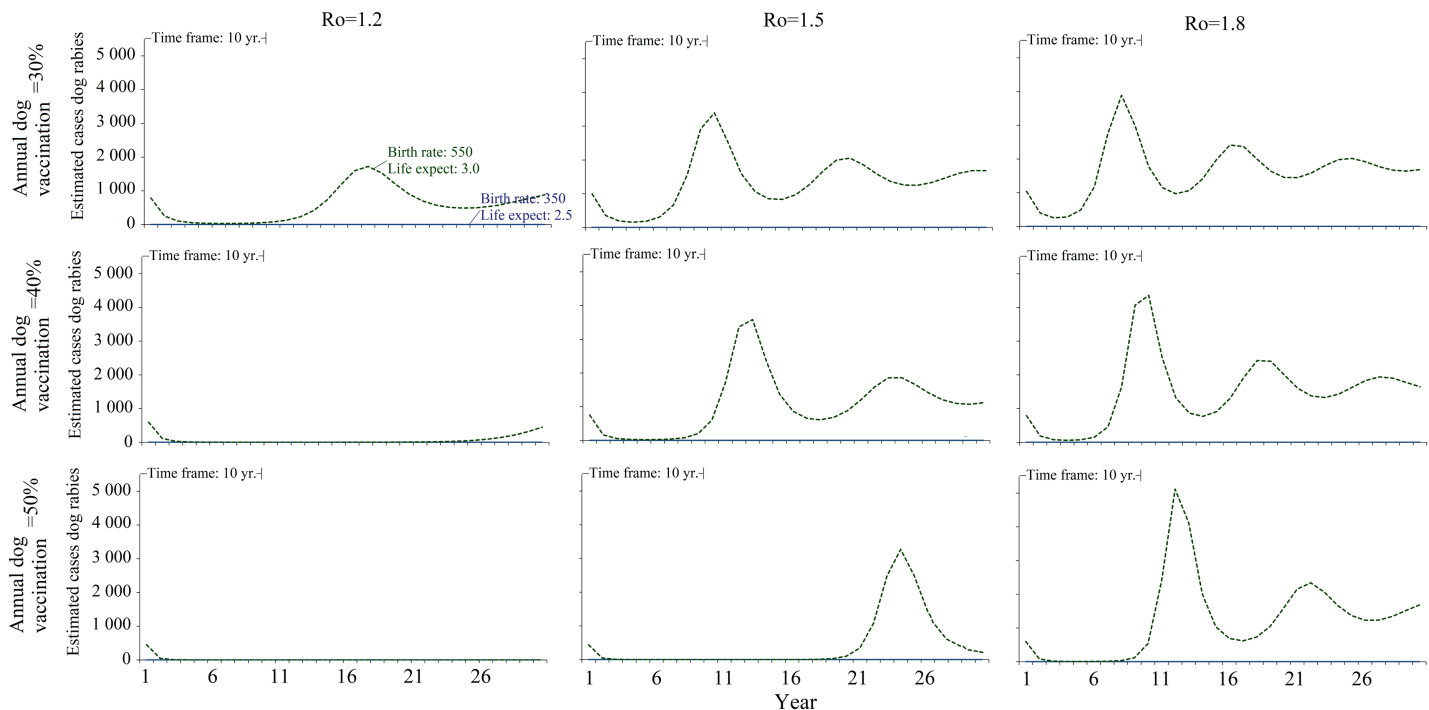 Ro=1.2
Ro=1.5
Ro=1.8
Annual dog
vaccination =30%
Estimated cases dog rabies
5 000
4 000
3 000
2 000
1 000
0
Time frame: 10 yr.
Birth rate: 550
Life expect: 3.0
Birth rate: 350
Life expect: 2.5
Time frame: 10 yr.
Time frame: 10 yr.
Annual dog
vaccination =40%
Estimated cases dog rabies
5 000
4 000
3 000
2 000
1 000
0
Time frame: 10 yr.
Time frame: 10 yr.
Time frame: 10 yr.
Annual dog
vaccination =50%
Estimated cases dog rabies
5 000
4 000
3 000
2 000
1 000
0
Time frame: 10 yr.
Time frame: 10 yr.
Time frame: 10 yr.
1 6 11 16 21 26
1 6 11 16 21 26
1 6 11 16 21 26
Year